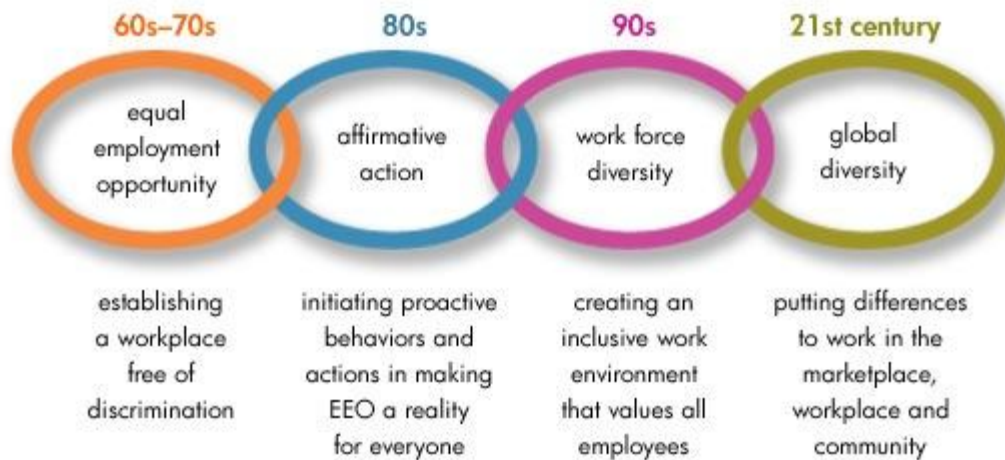 60s–70s
equal
employment
opportunity
establishing
a workplace
free of
discrimination
80s
affirmative
action
initiating proactive
behaviors and
actions in making
EEO a reality
for everyone
90s
work force
diversity
creating an
inclusive work
environment
that values all
employees
21st century
global
diversity
putting differences
to work in the
marketplace,
workplace and
community